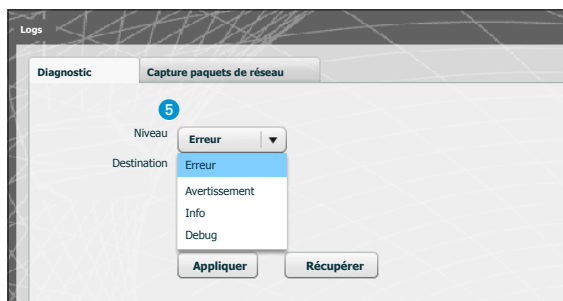 Logs
Diagnostic
Capture paquets de réseau
5
Niveau
Erreur
Destination
Erreur
Avertissement
Info
Debug
Appliquer
Récupérer